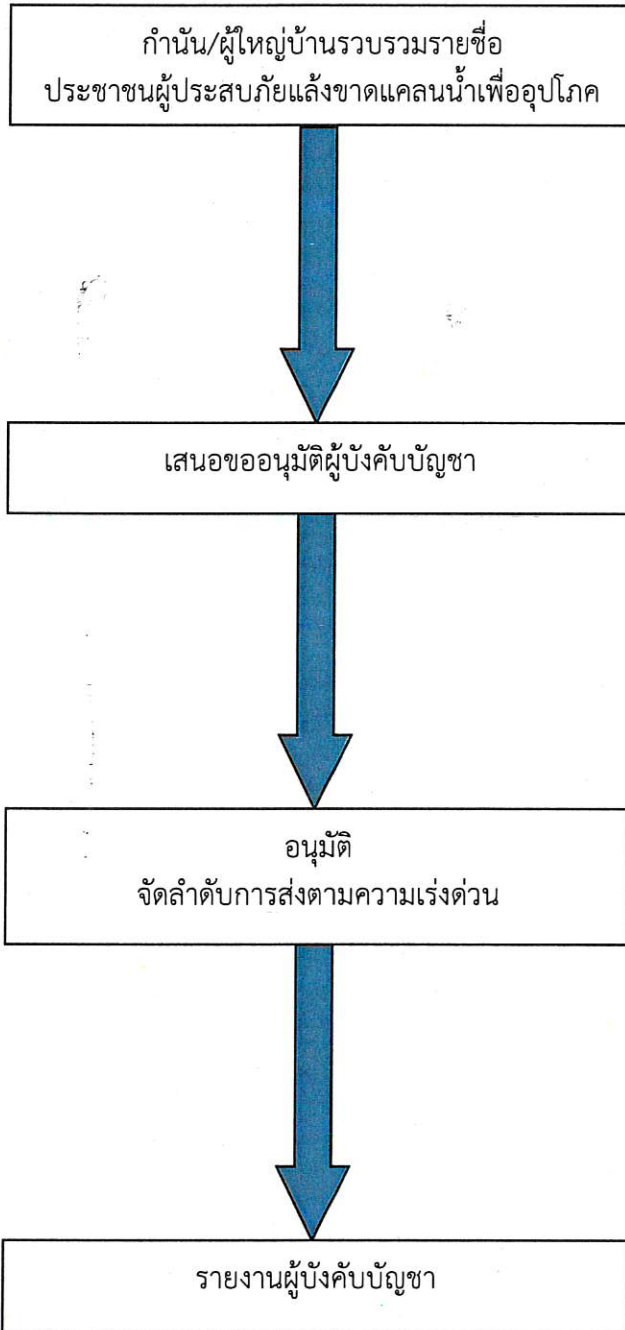 กำนัน/ผู้ใหญ่บ้านรวบรวมรายชื่อ
ประชาชนผู้ประสบภัยแล้งขาดแคลนน้ำเพื่ออุปโภค
เสนอขออนุมัติผู้บังคับบัญชา
อนุมัติ
จัดลำดับการส่งตามความเร่งด่วน
รายงานผู้บังคับบัญชา